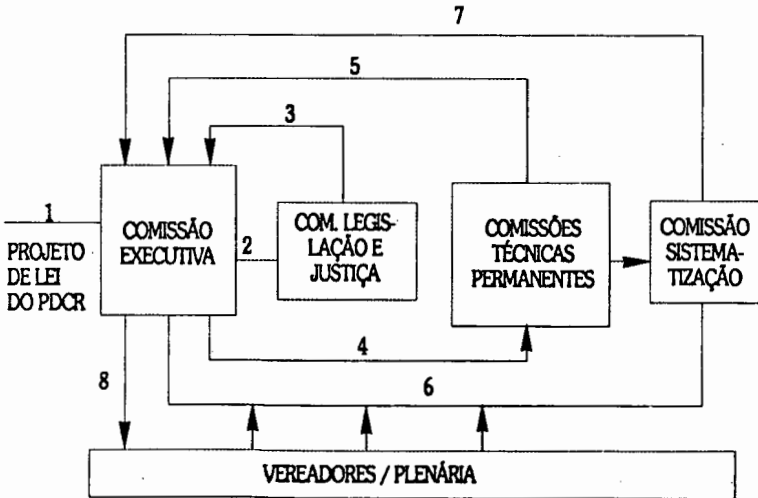 7
5
3
1
PROJETO
DE LEI
DO PDCR
COMISSÃO
EXECUTIVA
2
COM. LEGIS-
LAÇÃO E
JUSTIÇA
COMISSÕES
TÉCNICAS
PERMANENTES
COMISSÃO
SISTEMA-
TIZAÇÃO
4
6
8
VEREADORES / PLENÁRIA